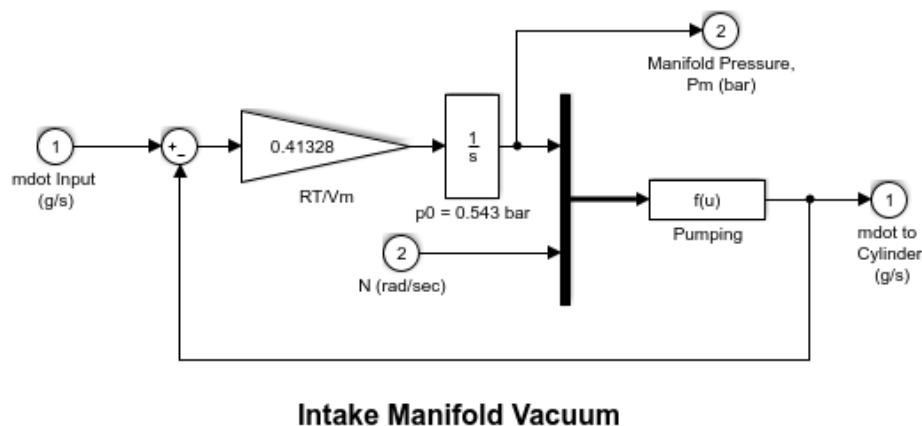 2
Manifold Pressure,
Pm (bar)
1
mdot Input
(g/s)
+
-
0.41328
RT/Vm
1
s
p0 = 0.543 bar
2
N (rad/sec)
f(u)
Pumping
1
mdot to
Cylinder
(g/s)
Intake Manifold Vacuum